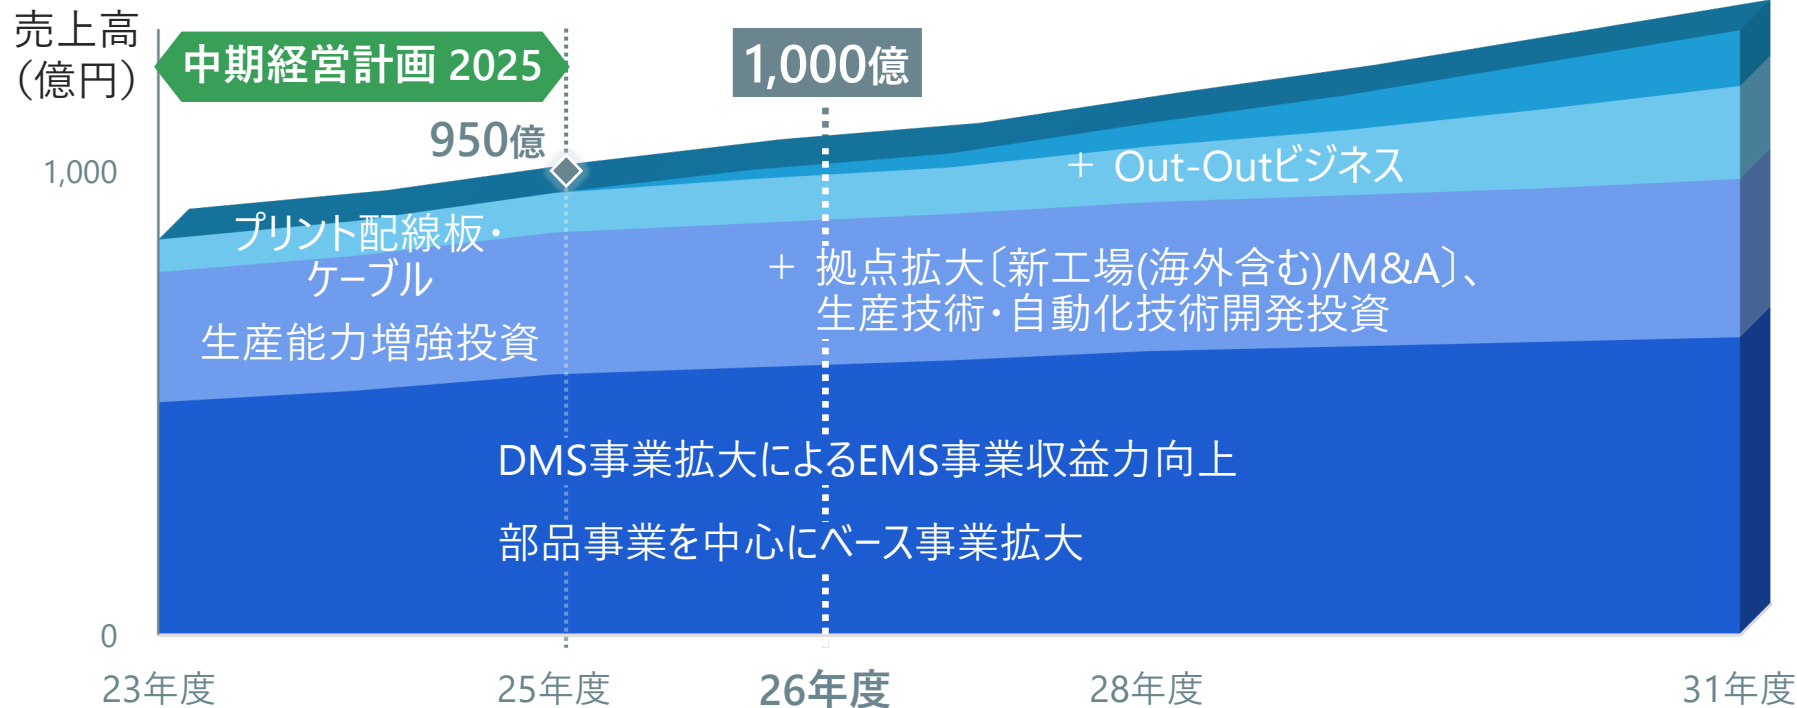 売上高
（億円）
中期経営計画 2025
1,000億
950億
1,000
＋ Out-Outビジネス
プリント配線板・
ケーブル
生産能力増強投資
＋ 拠点拡大〔新工場(海外含む)/M&A〕、
生産技術・自動化技術開発投資
DMS事業拡大によるEMS事業収益力向上
部品事業を中心にベース事業拡大
0
23年度
25年度
26年度
28年度
31年度